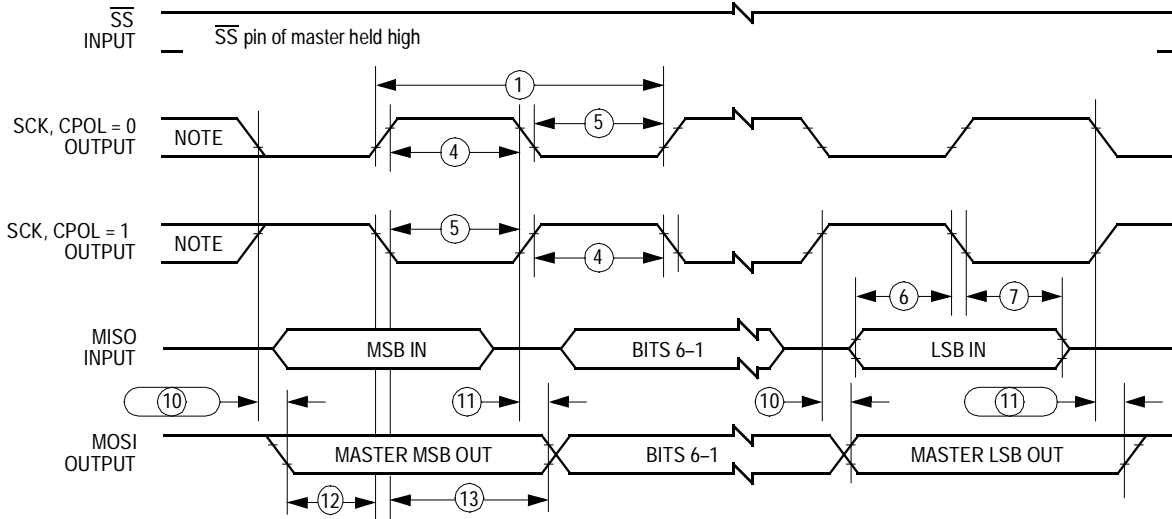 SS
INPUT
SS pin of master held high
1
SCK, CPOL = 0
OUTPUT
NOTE
5
4
SCK, CPOL = 1
OUTPUT
NOTE
5
4
6
7
MISO
INPUT
MSB IN
BITS 6–1
LSB IN
10
11
10
11
MOSI
OUTPUT
MASTER MSB OUT
BITS 6–1
MASTER LSB OUT
12
13